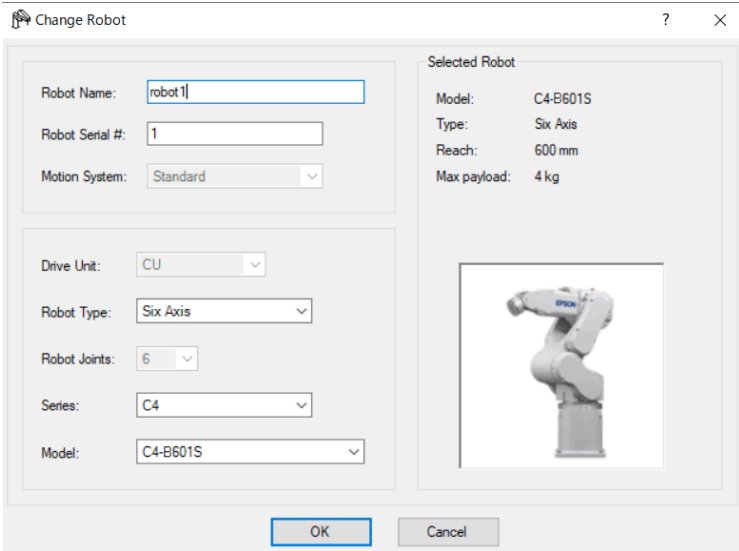 Change Robot
?
Robot Name: robot1
Robot Serial #: 1
Motion System: Standard
Drive Unit: CU
Robot Type: Six Axis
Robot Joints: 6
Series: C4
Model: C4-B601S
Selected Robot
Model: C4-B601S
Type: Six Axis
Reach: 600 mm
Max payload: 4 kg
EPSON
OK
Cancel